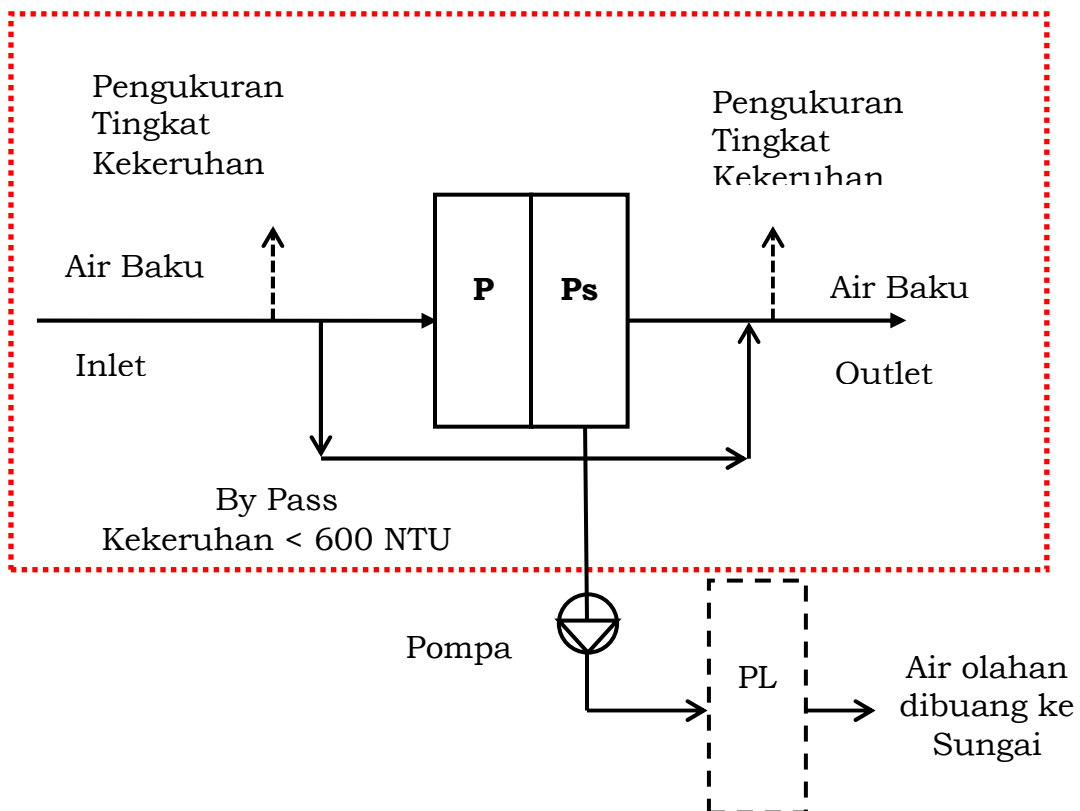 Pengukuran
Tingkat
Kekeruhan
Pengukuran
Tingkat
Kekeruhan
Air Baku
P
Ps
Air Baku
Inlet
Outlet
By Pass
Kekeruhan < 600 NTU
Pompa
PL
Air olahan
dibuang ke
Sungai